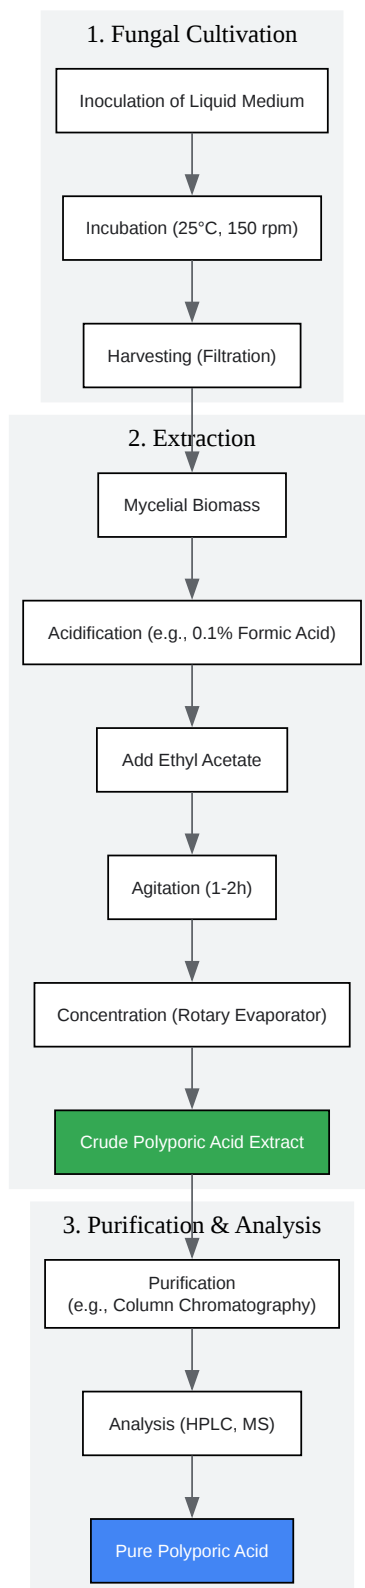 1. Fungal Cultivation
Inoculation of Liquid Medium
Incubation (25°C, 150 rpm)
Harvesting (Filtration)
2. Extraction
Mycelial Biomass
Acidification (e.g., 0.1% Formic Acid)
Add Ethyl Acetate
Agitation (1-2h)
Concentration (Rotary Evaporator)
Crude Polyporic Acid Extract
3. Purification & Analysis
Purification
(e.g., Column Chromatography)
Analysis (HPLC, MS)
Pure Polyporic Acid